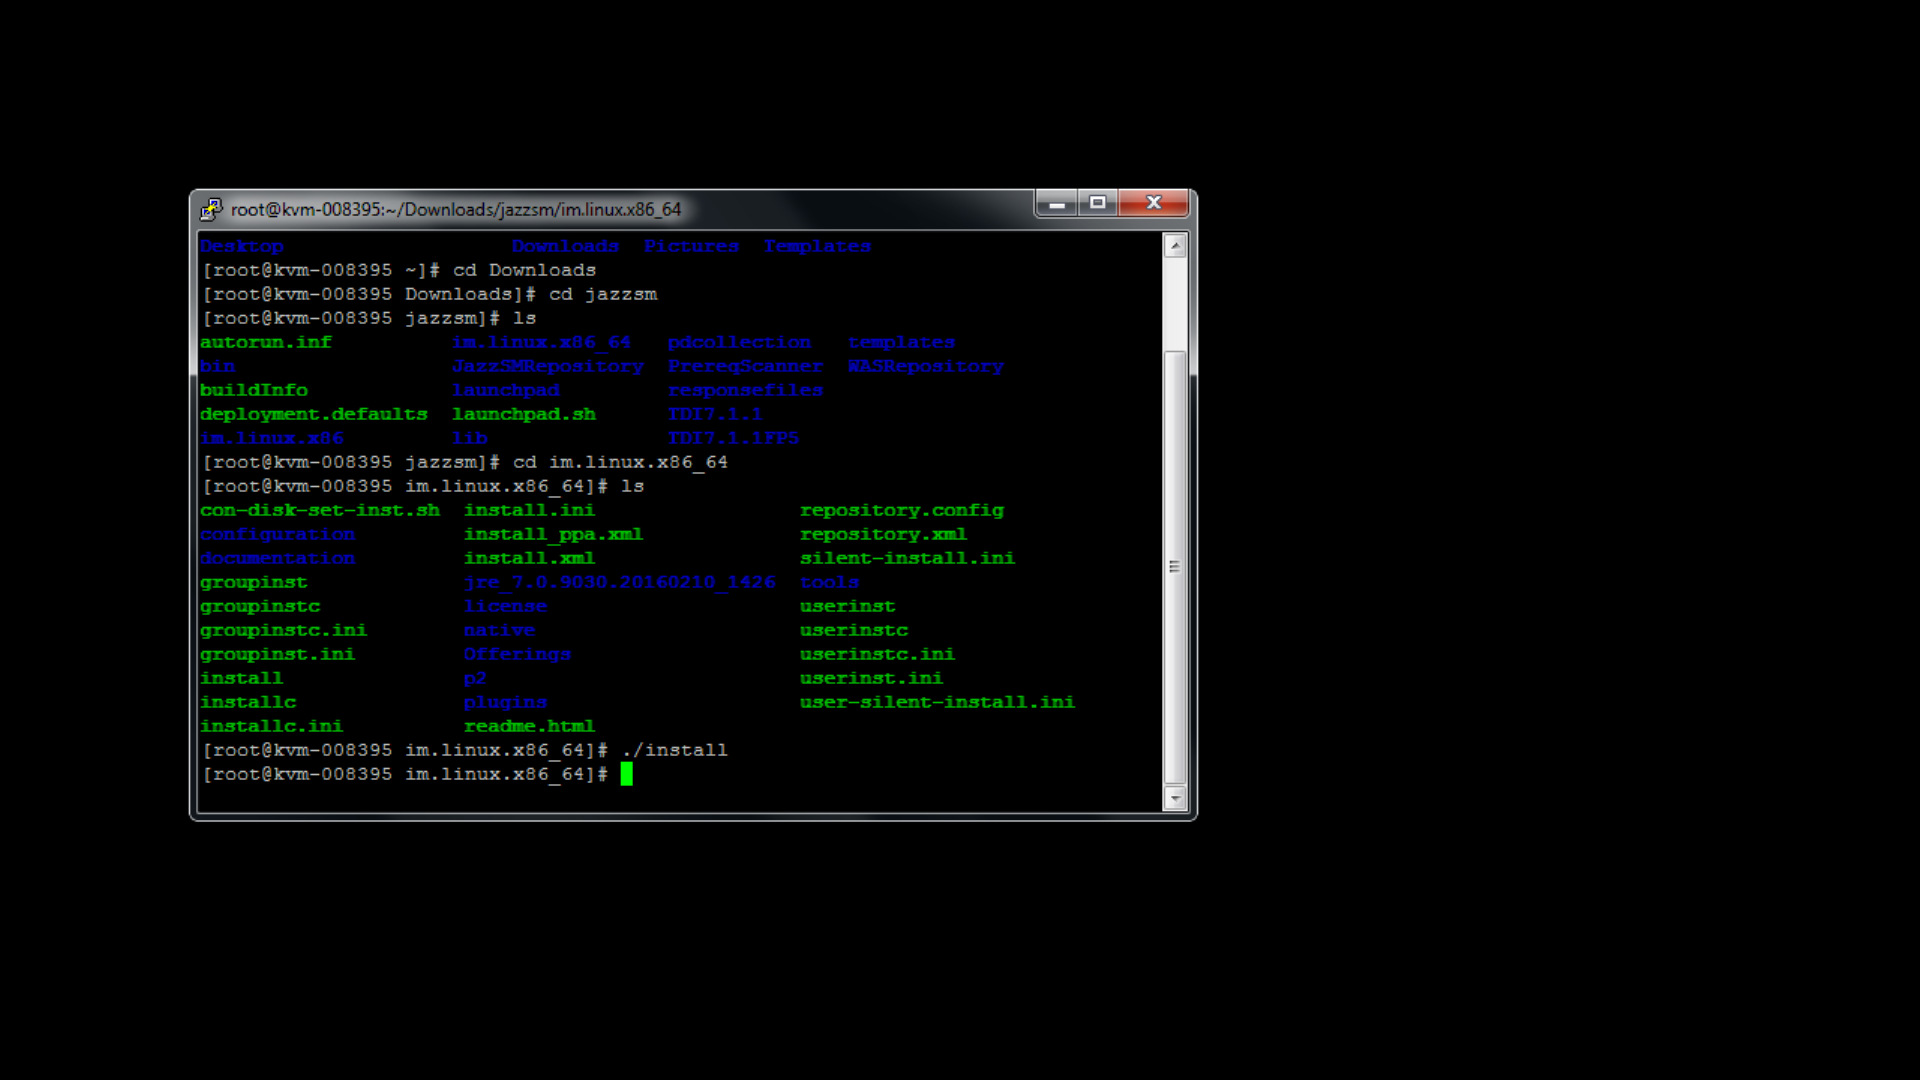 root@kvm-008395:~/Downloads/jazzsm/im.linux.x86_64
Desktop Downloads Pictures Templates
[root@kvm-008395 ~]# cd Downloads
[root@kvm-008395 Downloads]# cd jazzsm
[root@kvm-008395 jazzsm]# ls
autorun.inf im.linux.x86_64 pdcollection templates
bin JazzSMRepository PrereqScanner WASRepository
buildInfo launchpad responsefiles
deployment.defaults launchpad.sh TDI7.1.1
im.linux.x86 lib TDI7.1.1FP5
[root@kvm-008395 jazzsm]# cd im.linux.x86_64
[root@kvm-008395 im.linux.x86_64]# ls
con-disk-set-inst.sh install.ini repository.config
configuration install_ppa.xml repository.xml
documentation install.xml silent-install.ini
groupinst jre_7.0.9030.20160210_1426 tools
groupinstc license userinst
groupinstc.ini native userinstc
groupinst.ini Offerings userinstc.ini
install p2 userinst.ini
installc plugins user-silent-install.ini
installc.ini readme.html
[root@kvm-008395 im.linux.x86_64]# ./install
[root@kvm-008395 im.linux.x86_64]#